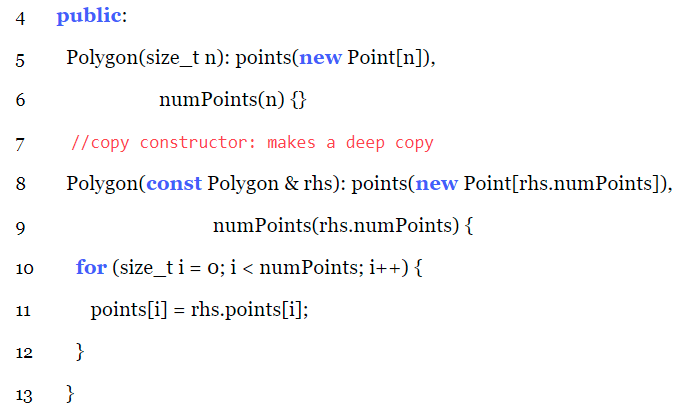 4 public:
5 Polygon(size_t n): points(new Point[n]),
6 numPoints(n) {}
7 //copy constructor: makes a deep copy
8 Polygon(const Polygon & rhs): points(new Point[rhs.numPoints]),
9 numPoints(rhs.numPoints) {
10 for (size_t i = 0; i < numPoints; i++) {
11 points[i] = rhs.points[i];
12 }
13 }